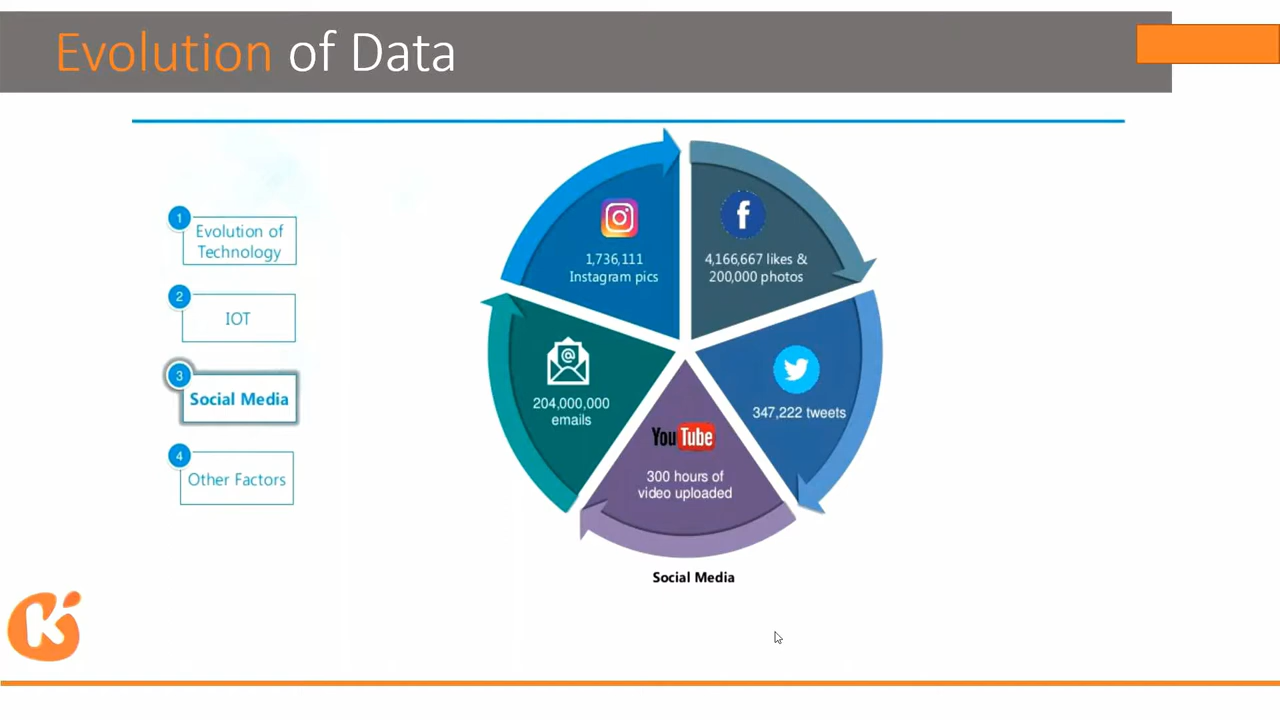 Evolution of Data
1
Evolution of
Technology
2
IOT
3
Social Media
4
Other Factors
1,736,111
Instagram pics
f
4,166,667 likes &
200,000 photos
347,222 tweets
YouTube
300 hours of
video uploaded
@
204,000,000
emails
Social Media
K